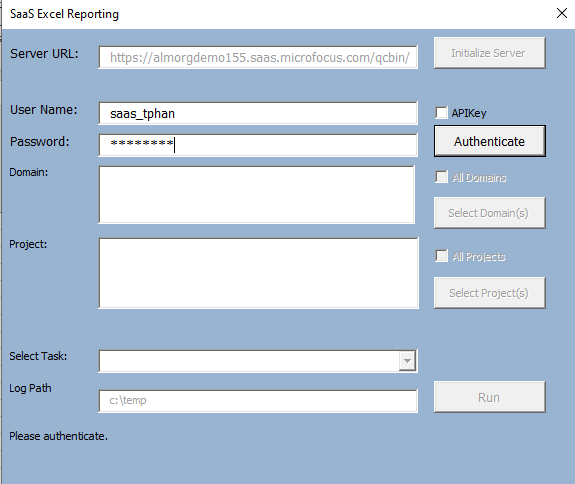 SaaS Excel Reporting
Server URL: https://almorgdemo155.saas.microfocus.com/qcbin/ Initialize Server
User Name: saas_tphan APIKey
Password: ******** Authenticate
Domain: All Domains
Select Domain(s)
Project: All Projects
Select Project(s)
Select Task:
Log Path c:\temp Run
Please authenticate.